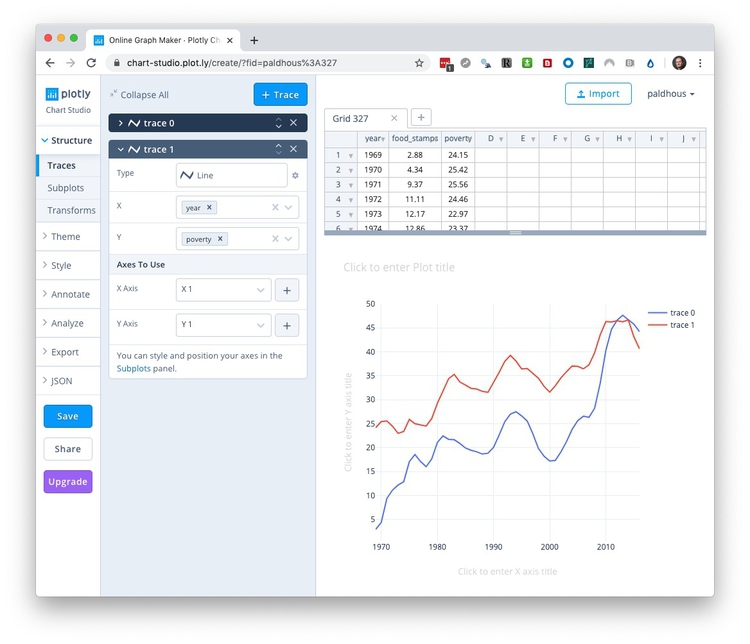 Online Graph Maker · Plotly Ch
chart-studio.plot.ly/create/?fid=paldhous%3A327
plotly
Chart Studio
Structure
Traces
Subplots
Transforms
Theme
Style
Annotate
Analyze
Export
JSON
Save
Share
Upgrade
Collapse All
+ Trace
trace 0
trace 1
Type
Line
X
year
Y
poverty
Axes To Use
X Axis
X 1
Y Axis
Y 1
You can style and position your axes in the
Subplots panel.
Import
paldhous
Grid 327
year food_stamps poverty D E F G H I J
1 1969 2.88 24.15
2 1970 4.34 25.42
3 1971 9.37 25.56
4 1972 11.11 24.46
5 1973 12.17 22.97
6 1974 12.86 23.37
Click to enter Plot title
50
45
40
35
30
25
20
15
10
5
1970 1980 1990 2000 2010
Click to enter Y axis title
Click to enter X axis title
trace 0
trace 1